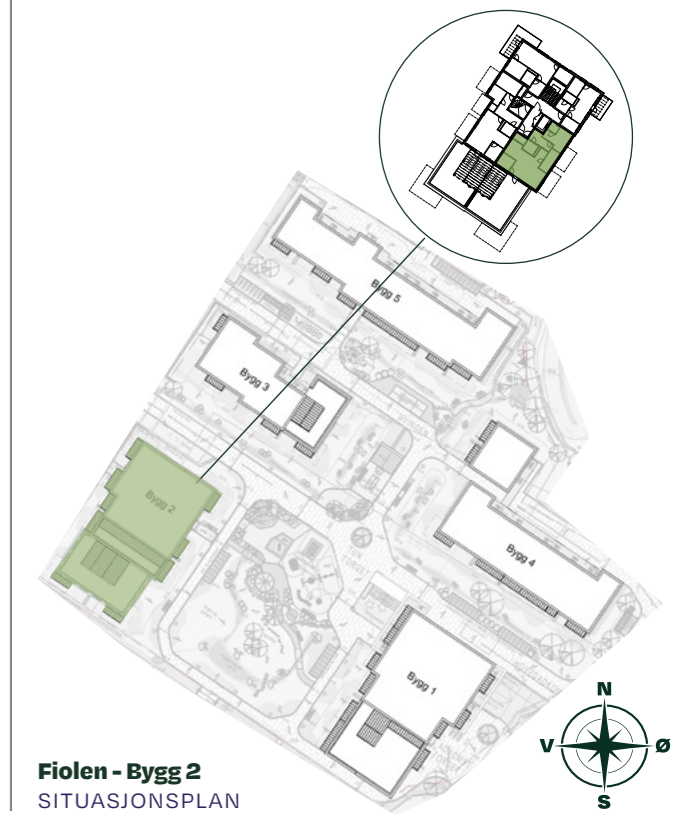 Bygg 5
Bygg 3
Bygg 2
Bygg 4
Bygg 1
N
V
Ø
S
Fiolen - Bygg 2
SITUASJONSPLAN